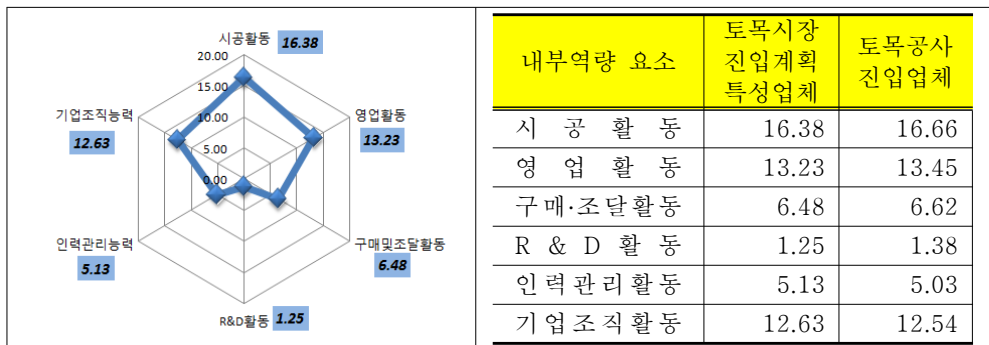 시공활동 16.38
20.00
15.00
10.00
5.00
0.00
영업활동
13.23
구매및조달활동
6.48
R&D활동 1.25
인력관리능력
5.13
기업조직능력
12.63
내부역량 요소 토목시장 진입계획 특성업체 토목공사 진입업체
시 공 활 동 16.38 16.66
영 업 활 동 13.23 13.45
구매·조달활동 6.48 6.62
R & D 활 동 1.25 1.38
인력관리활동 5.13 5.03
기업조직활동 12.63 12.54